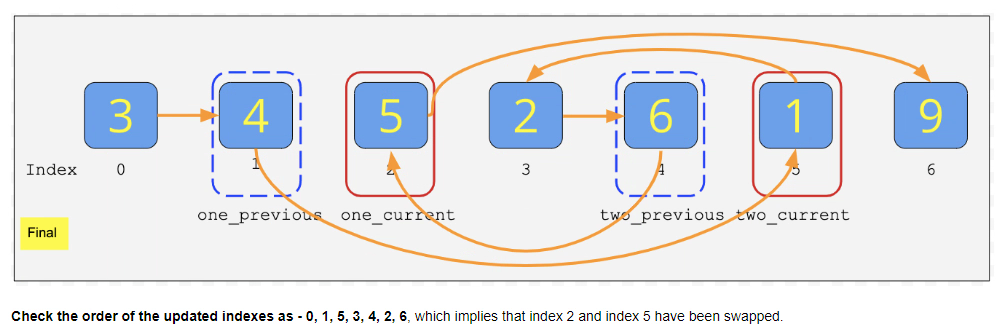 3 4 5 2 6 1 9
Index 0 1 2 3 4 5 6
one_previous one_current two_previous two_current
Final
Check the order of the updated indexes as - 0, 1, 5, 3, 4, 2, 6, which implies that index 2 and index 5 have been swapped.